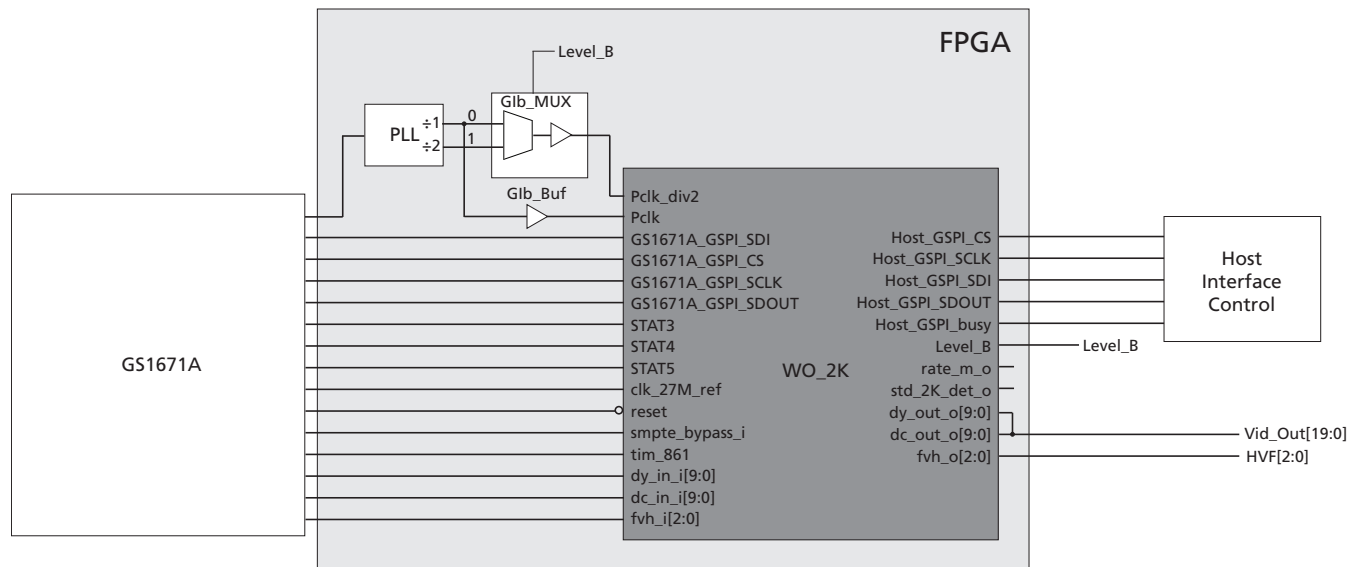 FPGA
Level_B
Glb_MUX
PLL
÷1
÷2
0
1
Glb_Buf
GS1671A
Pclk_div2
Pclk
GS1671A_GSPI_SDI
GS1671A_GSPI_CS
GS1671A_GSPI_SCLK
GS1671A_GSPI_SDOUT
STAT3
STAT4
STAT5
clk_27M_ref
reset
smpte_bypass_i
tim_861
dy_in_i[9:0]
dc_in_i[9:0]
fvh_i[2:0]
WO_2K
Host_GSPI_CS
Host_GSPI_SCLK
Host_GSPI_SDI
Host_GSPI_SDOUT
Host_GSPI_busy
Level_B
rate_m_o
std_2K_det_o
dy_out_o[9:0]
dc_out_o[9:0]
fvh_o[2:0]
Host
Interface
Control
Level_B
Vid_Out[19:0]
HVF[2:0]